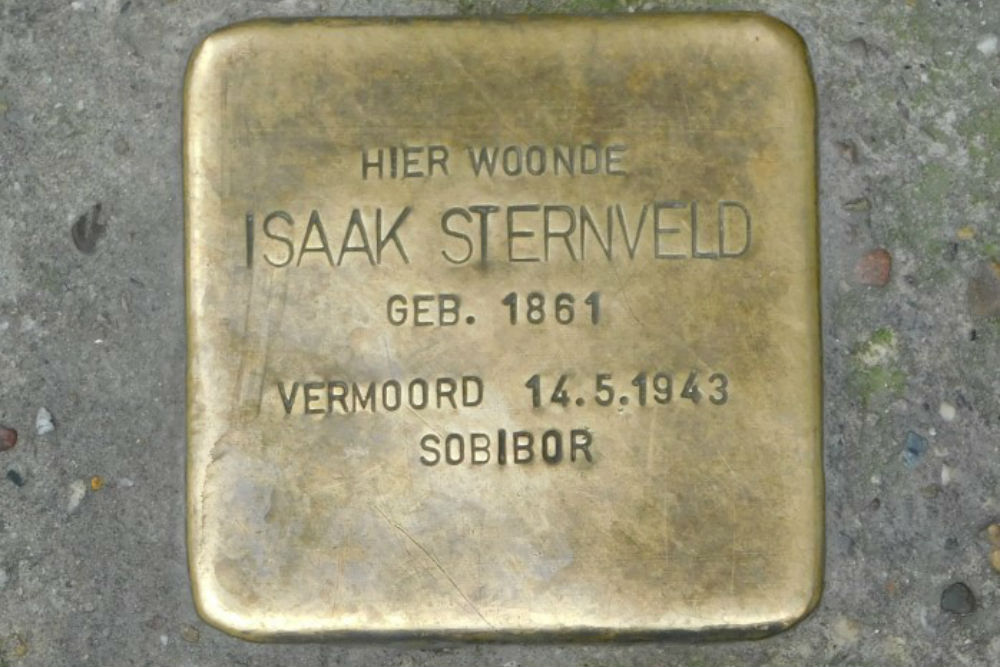 HIER WOONDE
ISAAK STERNVELD
GEB. 1861
VERMOORD 14.5.1943
SOBIBOR